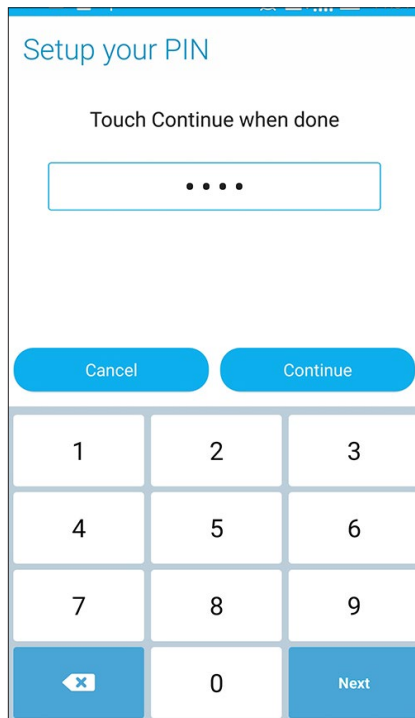 Setup your PIN
Touch Continue when done
••••
Cancel Continue
1 2 3
4 5 6
7 8 9
0 Next